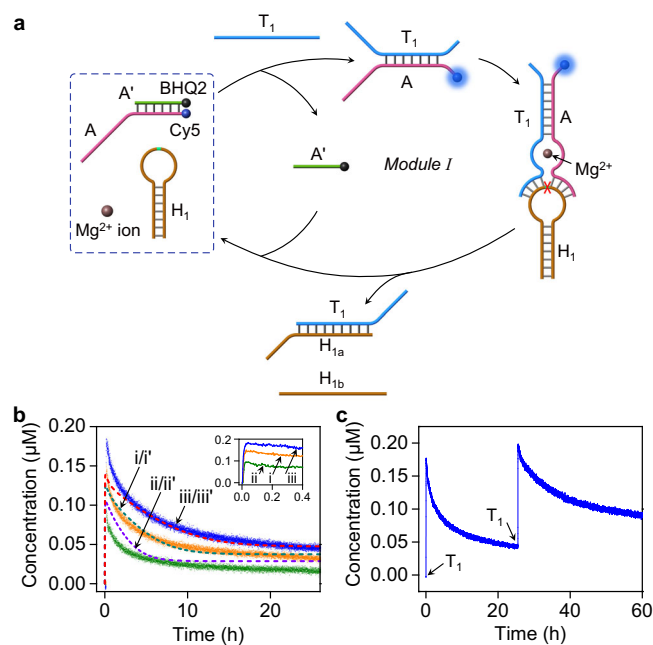 a
T1
T1
A
A'
BHQ2
A
Cy5
H1
Mg2+ ion
A'
Module I
T1
A
Mg2+
X
H1
T1
H1a
H1b
b
Concentration (µM)
0.20
0.15
0.10
0.05
0.00
i/i'
ii/ii'
iii/iii'
0.2
0.1
0.0
ii
i
iii
0.0
0.2
0.4
0
10
20
Time (h)
c
Concentration (µM)
0.20
0.15
0.10
0.05
0.00
T1
T1
0
20
40
60
Time (h)